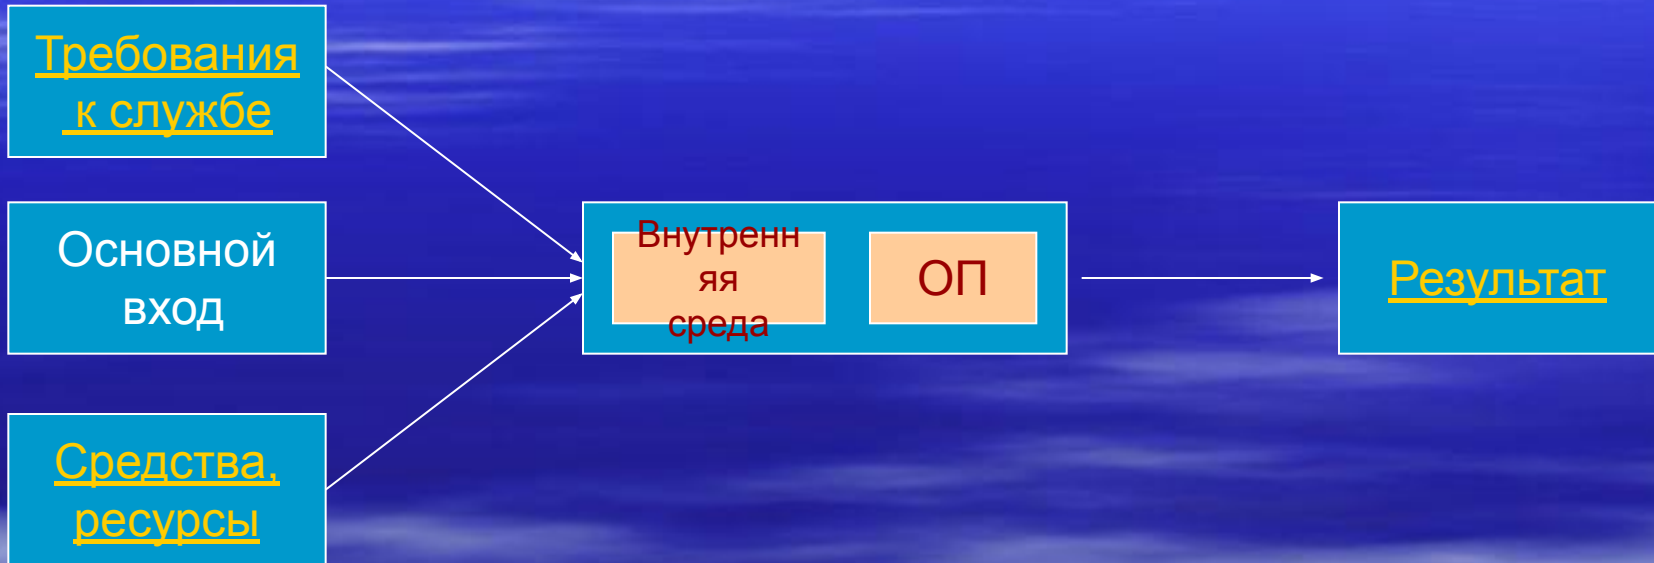 Требования
к службе
Основной
вход
Средства,
ресурсы
Внутренн
яя
среда
ОП
Результат